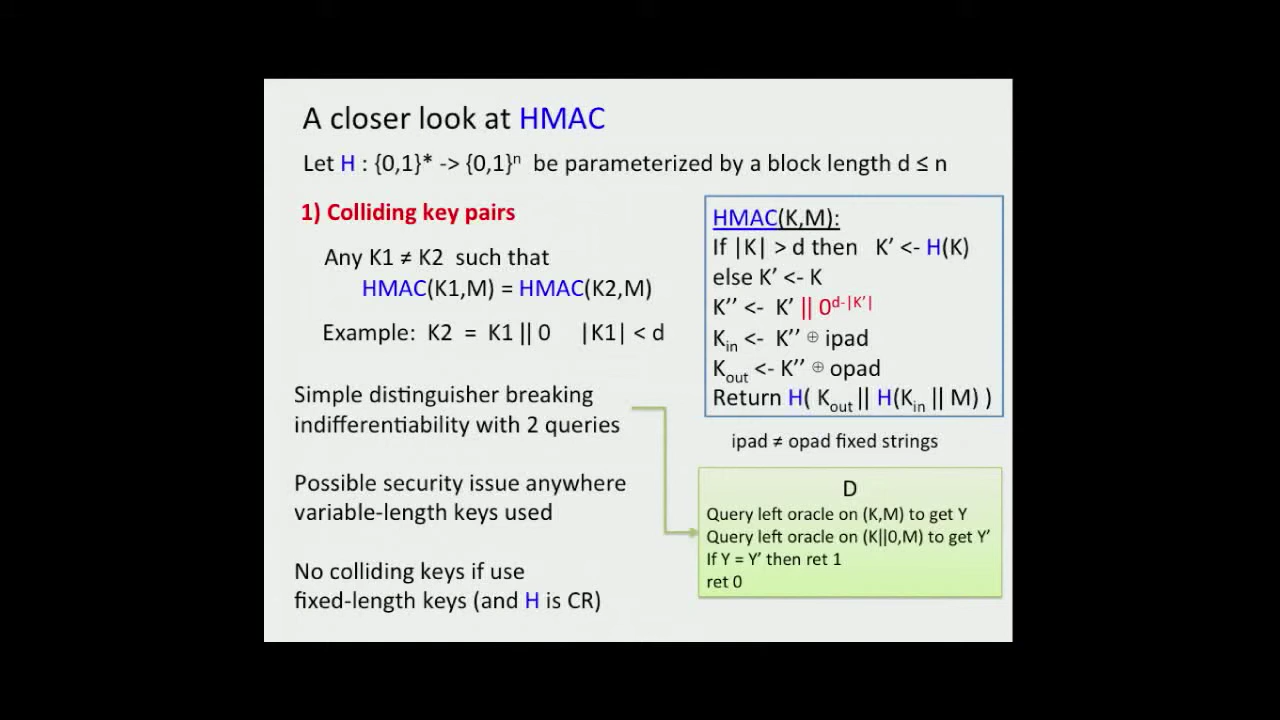 A closer look at HMAC
Let H : {0,1}* -> {0,1}ⁿ be parameterized by a block length d ≤ n
1) Colliding key pairs
Any K1 ≠ K2 such that
HMAC(K1,M) = HMAC(K2,M)
Example: K2 = K1 || 0 |K1| < d
Simple distinguisher breaking
indifferentiability with 2 queries
Possible security issue anywhere
variable-length keys used
No colliding keys if use
fixed-length keys (and H is CR)
HMAC(K,M):
If |K| > d then K’ <- H(K)
else K’ <- K
K’’ <- K’ || 0^d-|K’|
K_in <- K’’ ⊕ ipad
K_out <- K’’ ⊕ opad
Return H( K_out || H(K_in || M) )
ipad ≠ opad fixed strings
D
Query left oracle on (K,M) to get Y
Query left oracle on (K||0,M) to get Y’
If Y = Y’ then ret 1
ret 0